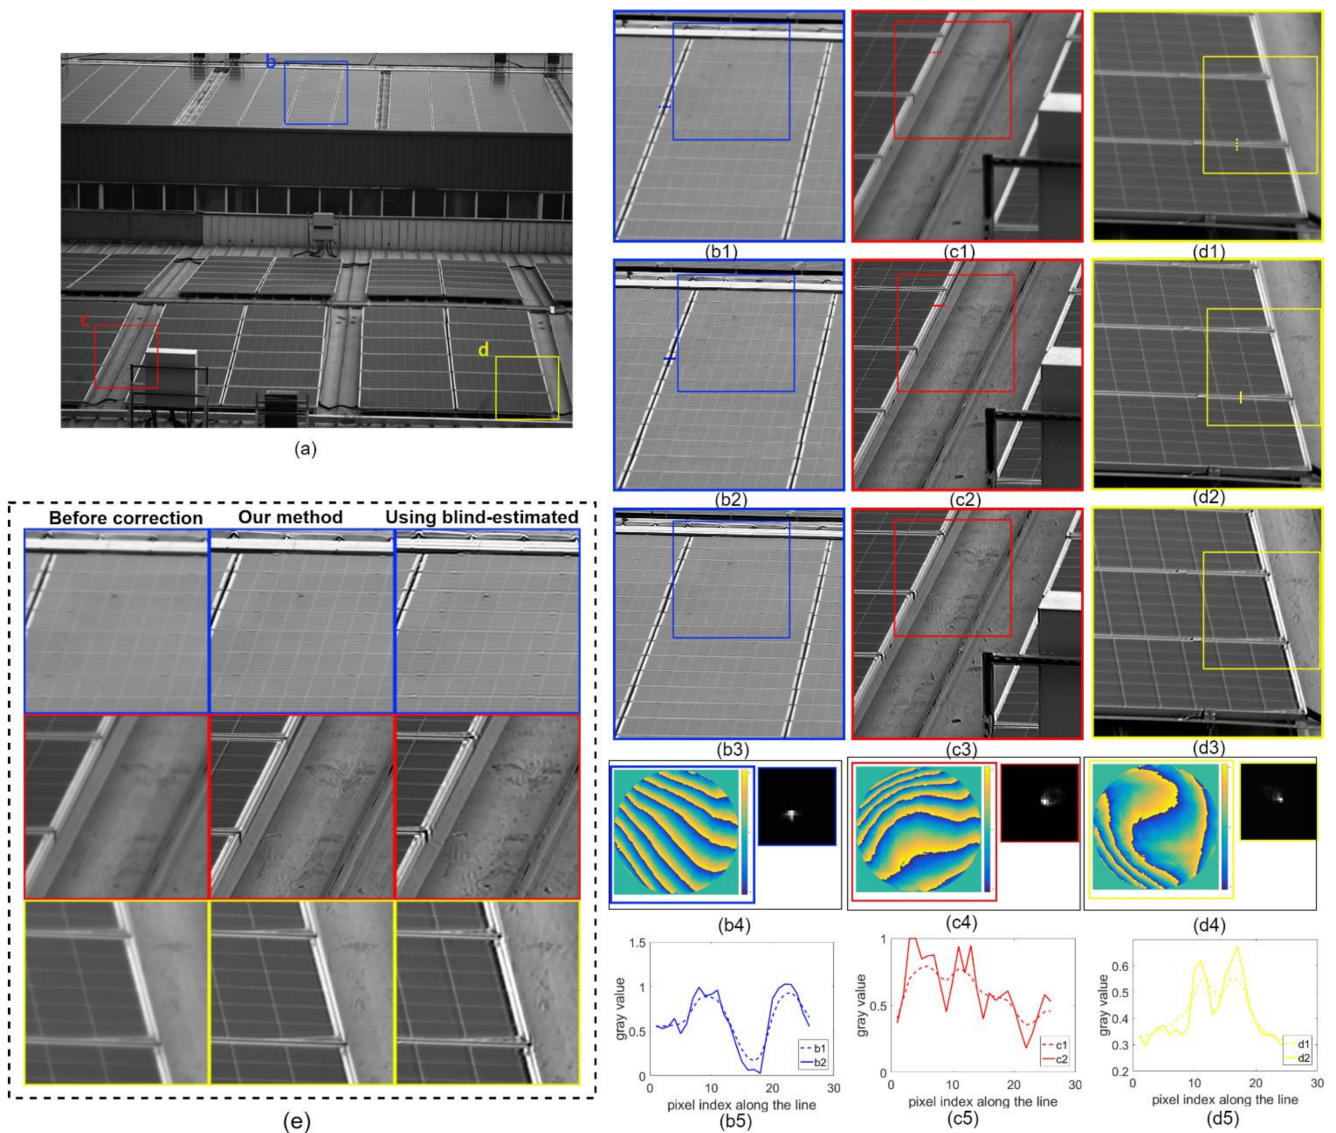 b
c
d
(a)
(b1)
(c1)
(d1)
(b2)
(c2)
(d2)
(b3)
(c3)
(d3)
(b4)
(c4)
(d4)
Before correction
Our method
Using blind-estimated
(e)
gray value
1.5
1
0.5
0
0
10
20
30
b1
b2
pixel index along the line
(b5)
gray value
1
0.5
0
0
10
20
30
c1
c2
pixel index along the line
(c5)
gray value
0.6
0.5
0.4
0.3
0.2
0
10
20
30
d1
d2
pixel index along the line
(d5)